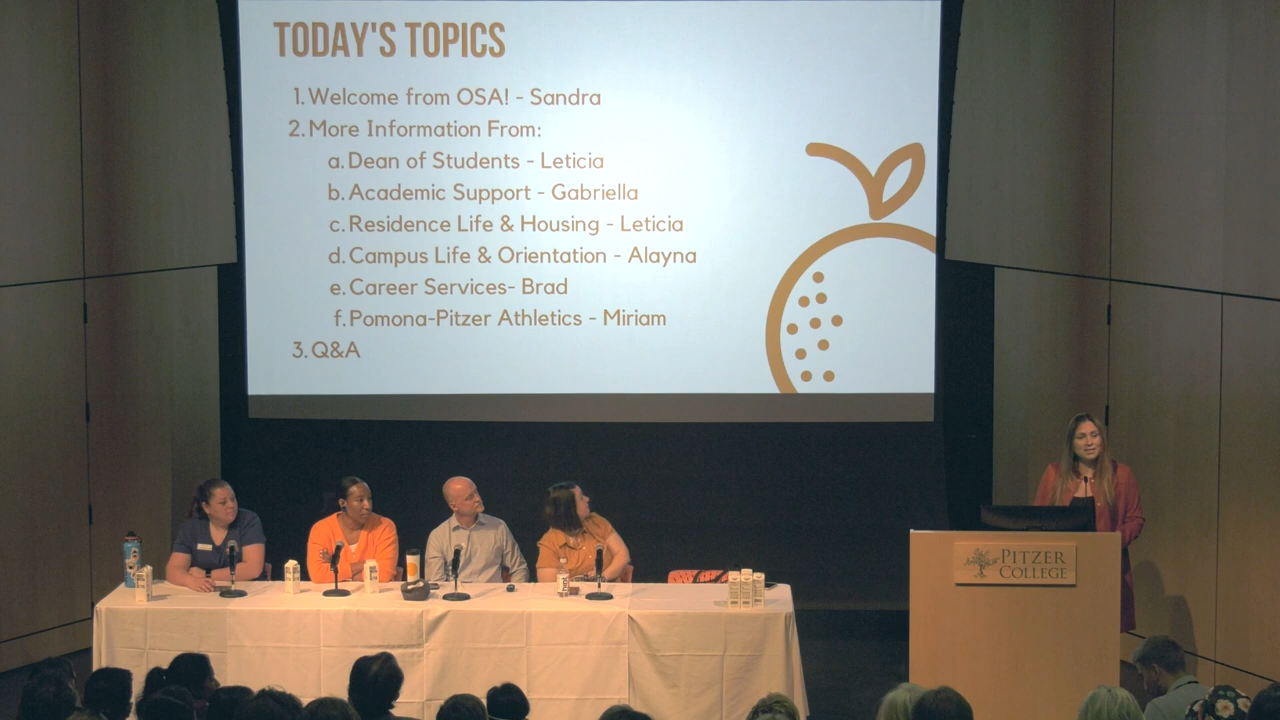 TODAY'S TOPICS
1. Welcome from OSA! - Sandra
2. More Information From:
a. Dean of Students - Leticia
b. Academic Support - Gabriella
c. Residence Life & Housing - Leticia
d. Campus Life & Orientation - Alayna
e. Career Services- Brad
f. Pomona-Pitzer Athletics - Miriam
3. Q&A
PITZER
COLLEGE
hint